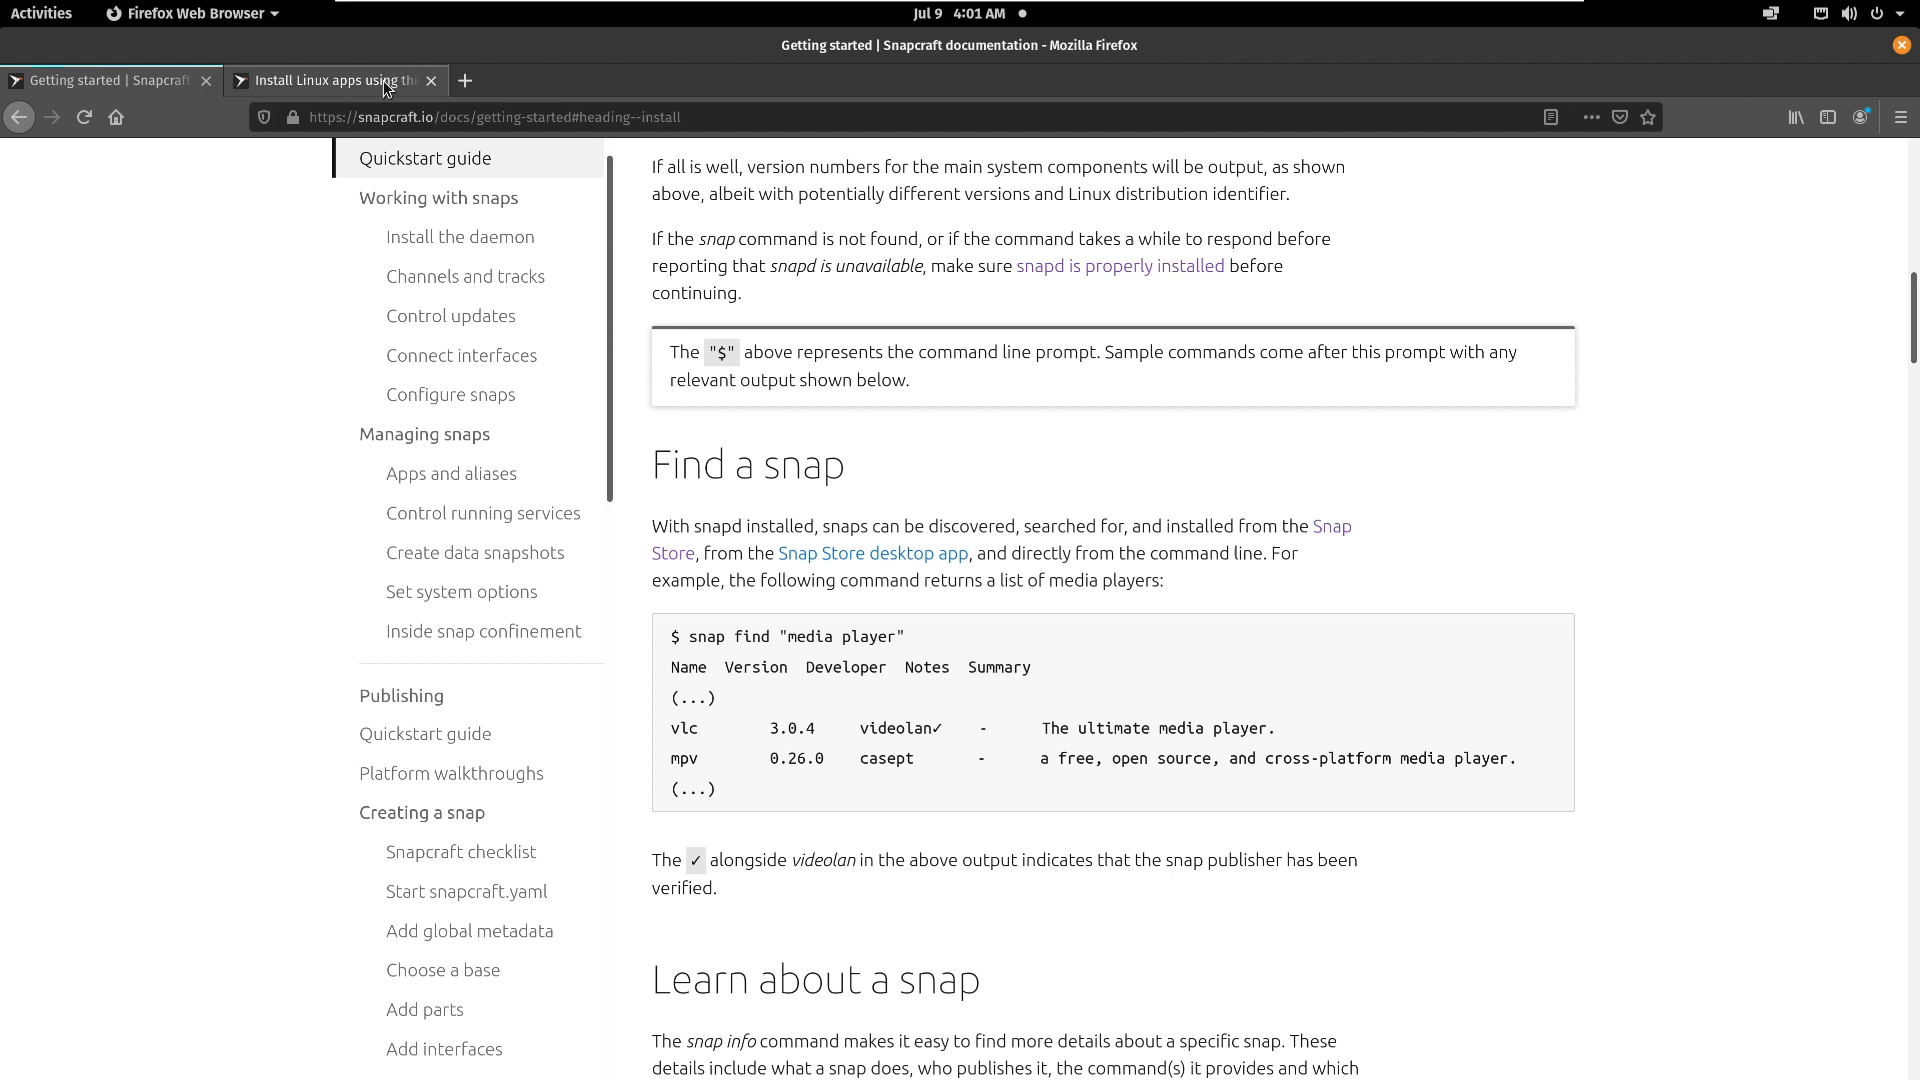 Activities
Firefox Web Browser
Jul 9 4:01 AM
Getting started | Snapcraft documentation - Mozilla Firefox
Getting started | Snapcraft
Install Linux apps using the
https://snapcraft.io/docs/getting-started#heading--install
Quickstart guide
Working with snaps
Install the daemon
Channels and tracks
Control updates
Connect interfaces
Configure snaps
Managing snaps
Apps and aliases
Control running services
Create data snapshots
Set system options
Inside snap confinement
Publishing
Quickstart guide
Platform walkthroughs
Creating a snap
Snapcraft checklist
Start snapcraft.yaml
Add global metadata
Choose a base
Add parts
Add interfaces
If all is well, version numbers for the main system components will be output, as shown
above, albeit with potentially different versions and Linux distribution identifier.
If the snap command is not found, or if the command takes a while to respond before
reporting that snapd is unavailable, make sure snapd is properly installed before
continuing.
The "$" above represents the command line prompt. Sample commands come after this prompt with any
relevant output shown below.
Find a snap
With snapd installed, snaps can be discovered, searched for, and installed from the Snap
Store, from the Snap Store desktop app, and directly from the command line. For
example, the following command returns a list of media players:
$ snap find "media player"
Name Version Developer Notes Summary
(...)
vlc 3.0.4 videolan✓ - The ultimate media player.
mpv 0.26.0 casept - a free, open source, and cross-platform media player.
(...)
The ✓ alongside videolan in the above output indicates that the snap publisher has been
verified.
Learn about a snap
The snap info command makes it easy to find more details about a specific snap. These
details include what a snap does, who publishes it, the command(s) it provides and which